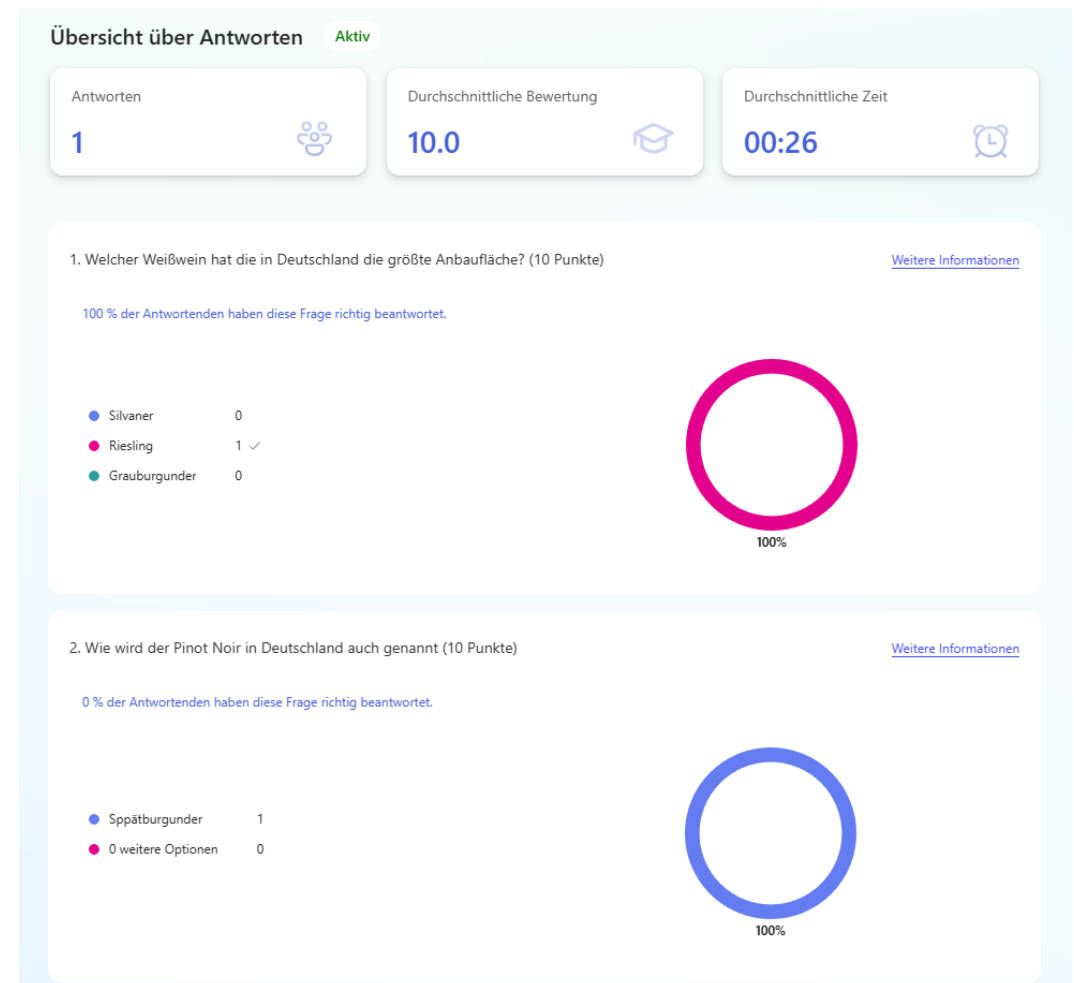 Übersicht über Antworten Aktiv
Antworten
1
Durchschnittliche Bewertung
10.0
Durchschnittliche Zeit
00:26
1. Welcher Weißwein hat die in Deutschland die größte Anbaufläche? (10 Punkte)
Weitere Informationen
100 % der Antwortenden haben diese Frage richtig beantwortet.
Silvaner 0
Riesling 1
Grauburgunder 0
100%
2. Wie wird der Pinot Noir in Deutschland auch genannt (10 Punkte)
Weitere Informationen
0 % der Antwortenden haben diese Frage richtig beantwortet.
Sppätburgunder 1
0 weitere Optionen 0
100%